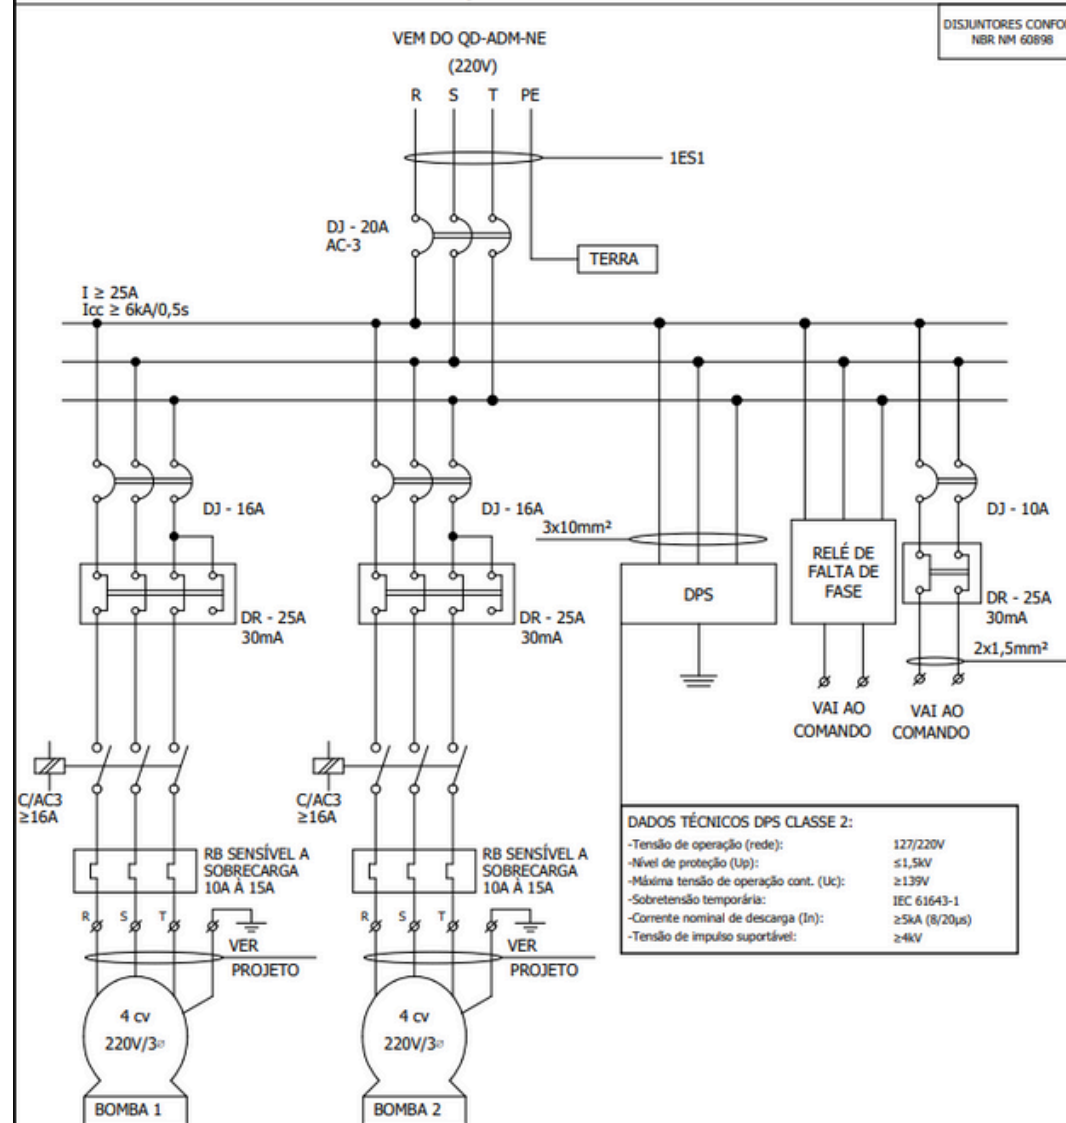 DISJUNTORES CONFO
NBR NM 60898
VEM DO QD-ADM-NE
(220V)
R S T PE
1ES1
DJ - 20A
AC-3
TERRA
I ≥ 25A
Icc ≥ 6kA/0,5s
DJ - 16A
DJ - 16A
DJ - 10A
3x10mm²
DPS
RELÉ DE
FALTA DE
FASE
DR - 25A
30mA
DR - 25A
30mA
DR - 25A
30mA
2x1,5mm²
VAI AO
COMANDO
VAI AO
COMANDO
C/AC3
≥16A
C/AC3
≥16A
RB SENSÍVEL A
SOBRECARGA
10A À 15A
RB SENSÍVEL A
SOBRECARGA
10A À 15A
DADOS TÉCNICOS DPS CLASSE 2:
-Tensão de operação (rede): 127/220V
-Nível de proteção (Up): ≤1,5kV
-Máxima tensão de operação cont. (Uc): ≥139V
-Sobretensão temporária: IEC 61643-1
-Corrente nominal de descarga (In): ≥5kA (8/20µs)
-Tensão de impulso suportável: ≥4kV
R S T
R S T
VER
PROJETO
VER
PROJETO
4 cv
220V/3ø
4 cv
220V/3ø
BOMBA 1
BOMBA 2